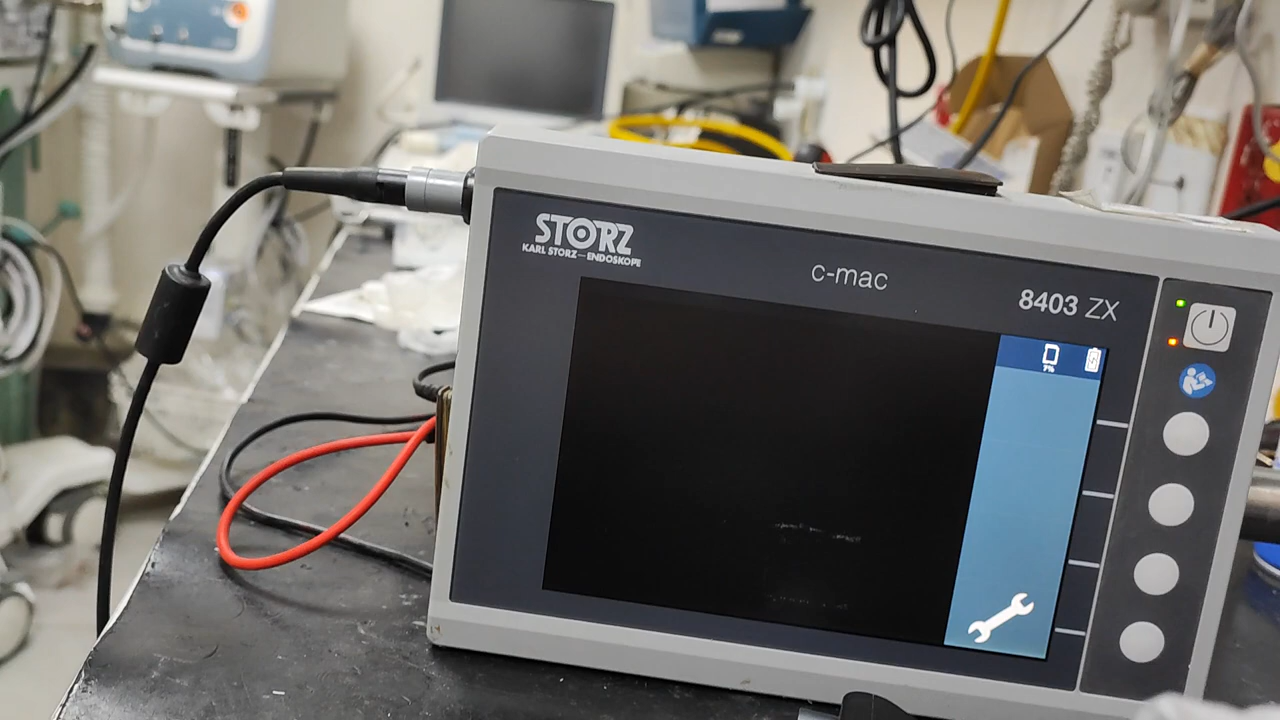 STORZ
KARL STORZ—ENDOSKOPE
c-mac
8403 ZX
7%